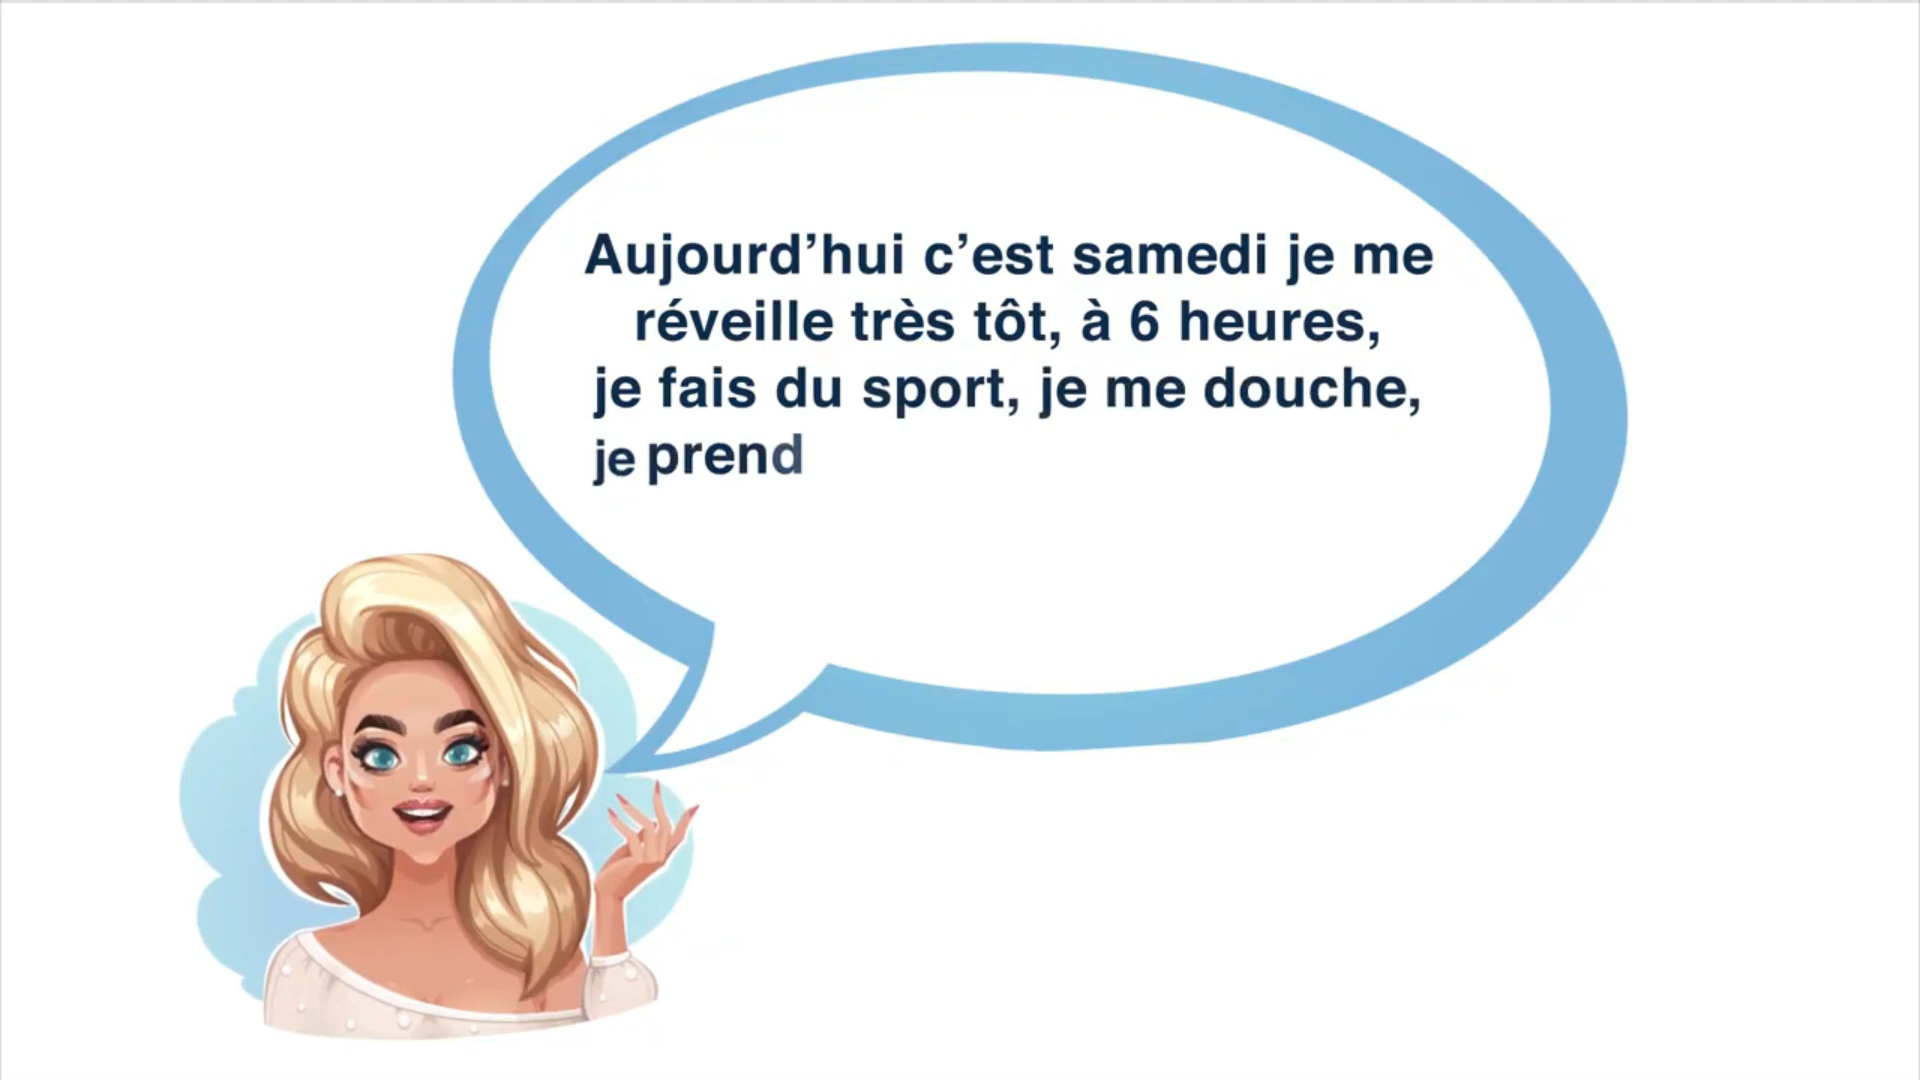 Aujourd’hui c’est samedi je me
réveille très tôt, à 6 heures,
je fais du sport, je me douche,
je prend